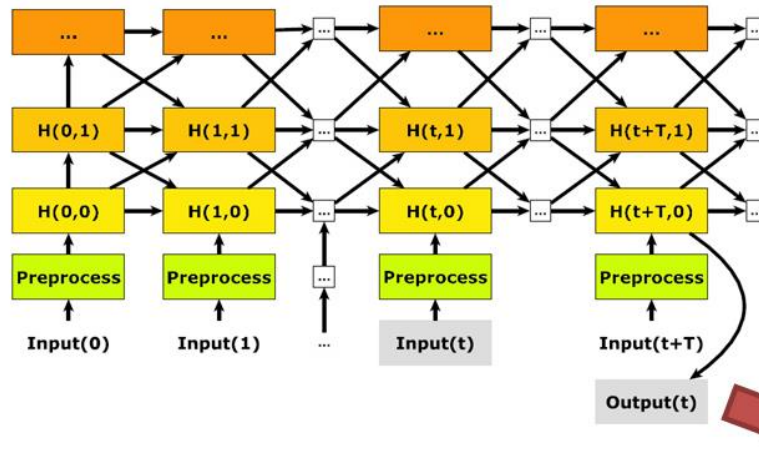 ... ... ... ... ... ... ...
H(0,1) H(1,1) ... H(t,1) ... H(t+T,1) ...
H(0,0) H(1,0) ... H(t,0) ... H(t+T,0) ...
Preprocess Preprocess ... Preprocess Preprocess
Input(0) Input(1) ... Input(t) Input(t+T)
Output(t)